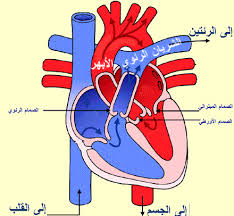 إلى الرئتين
الشريان الرئوي
الأبهر
الصمام الميترالي
الصمام الرئوي
الصمام الأورطي
إلى القلب
إلى الجسم